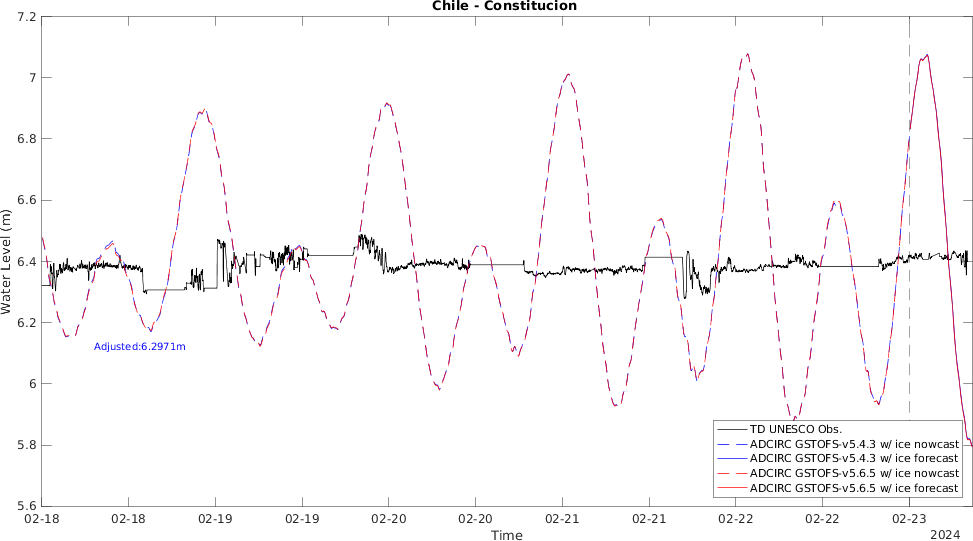 Chile - Constitucion
7.2
7
6.8
6.6
6.4
6.2
6
5.8
5.6
Water Level (m)
Adjusted:6.2971m
TD UNESCO Obs.
ADCIRC GSTOFS-v5.4.3 w/ ice nowcast
ADCIRC GSTOFS-v5.4.3 w/ ice forecast
ADCIRC GSTOFS-v5.6.5 w/ ice nowcast
ADCIRC GSTOFS-v5.6.5 w/ ice forecast
02-18 02-18 02-19 02-19 02-20 02-20 02-21 02-21 02-22 02-22 02-23
2024
Time